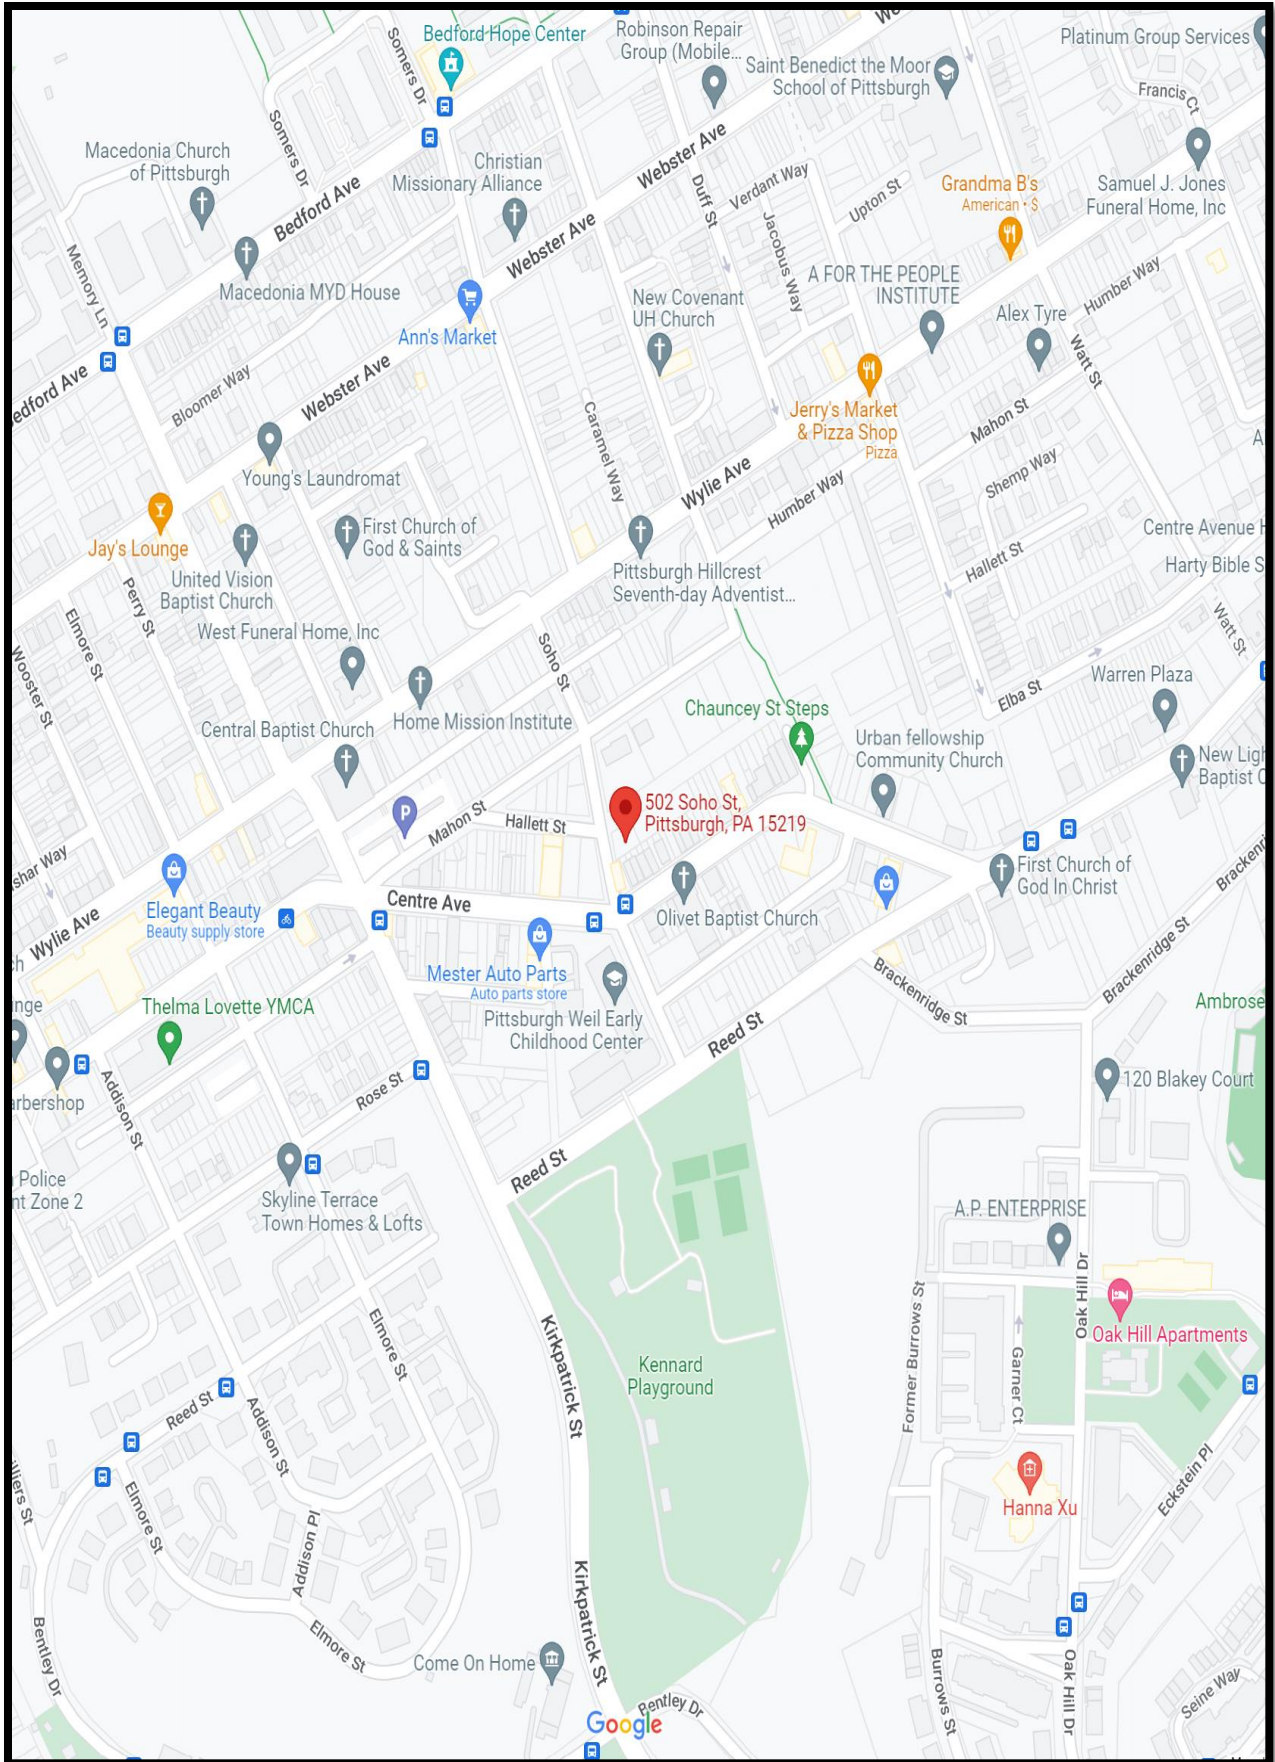 We
Bedford Hope Center
Robinson Repair
Group (Mobile...
Platinum Group Services
Somers Dr
Saint Benedict the Moor
School of Pittsburgh
Francis Ct
Somers Dr
Macedonia Church
of Pittsburgh
Christian
Missionary Alliance
Webster Ave
Duff St
Verdant Way
Upton St
Grandma B's
American • $
Samuel J. Jones
Funeral Home, Inc
Bedford Ave
Webster Ave
Jacobus Way
Memory Ln
Macedonia MYD House
New Covenant
UH Church
A FOR THE PEOPLE
INSTITUTE
Humber Way
Alex Tyre
Ann's Market
Watt St
edford Ave
Bloomer Way
Webster Ave
Jerry's Market
& Pizza Shop
Pizza
Mahon St
Caramel Way
A
Young's Laundromat
Wylie Ave
Humber Way
Shemp Way
Jay's Lounge
First Church of
God & Saints
Centre Avenue H
United Vision
Baptist Church
Pittsburgh Hillcrest
Seventh-day Adventist...
Hallett St
Harty Bible S
Perry St
Elmore St
West Funeral Home, Inc
Soho St
Watt St
Wooster St
Elba St
Warren Plaza
Central Baptist Church
Home Mission Institute
Chauncey St Steps
Urban fellowship
Community Church
New Ligh
Baptist C
P
Mahon St
Hallett St
502 Soho St,
Pittsburgh, PA 15219
shar Way
First Church of
God In Christ
Brackenri
Centre Ave
Elegant Beauty
Beauty supply store
Olivet Baptist Church
Wylie Ave
ch
Mester Auto Parts
Auto parts store
Brackenridge St
Brackenridge St
nge
Thelma Lovette YMCA
Pittsburgh Weil Early
Childhood Center
Reed St
Ambrose
arbershop
Addison St
Rose St
120 Blakey Court
Police
nt Zone 2
Reed St
Skyline Terrace
Town Homes & Lofts
A.P. ENTERPRISE
Oak Hill Dr
Former Burrows St
Garner Ct
Oak Hill Apartments
Elmore St
Kirkpatrick St
Kennard
Playground
Reed St
Addison St
lliers St
Elmore St
Addison Pl
Hanna Xu
Eckstein Pl
Kirkpatrick St
Bentley Dr
Elmore St
Come On Home
Burrows St
Oak Hill Dr
Seine Way
Bentley Dr
Google